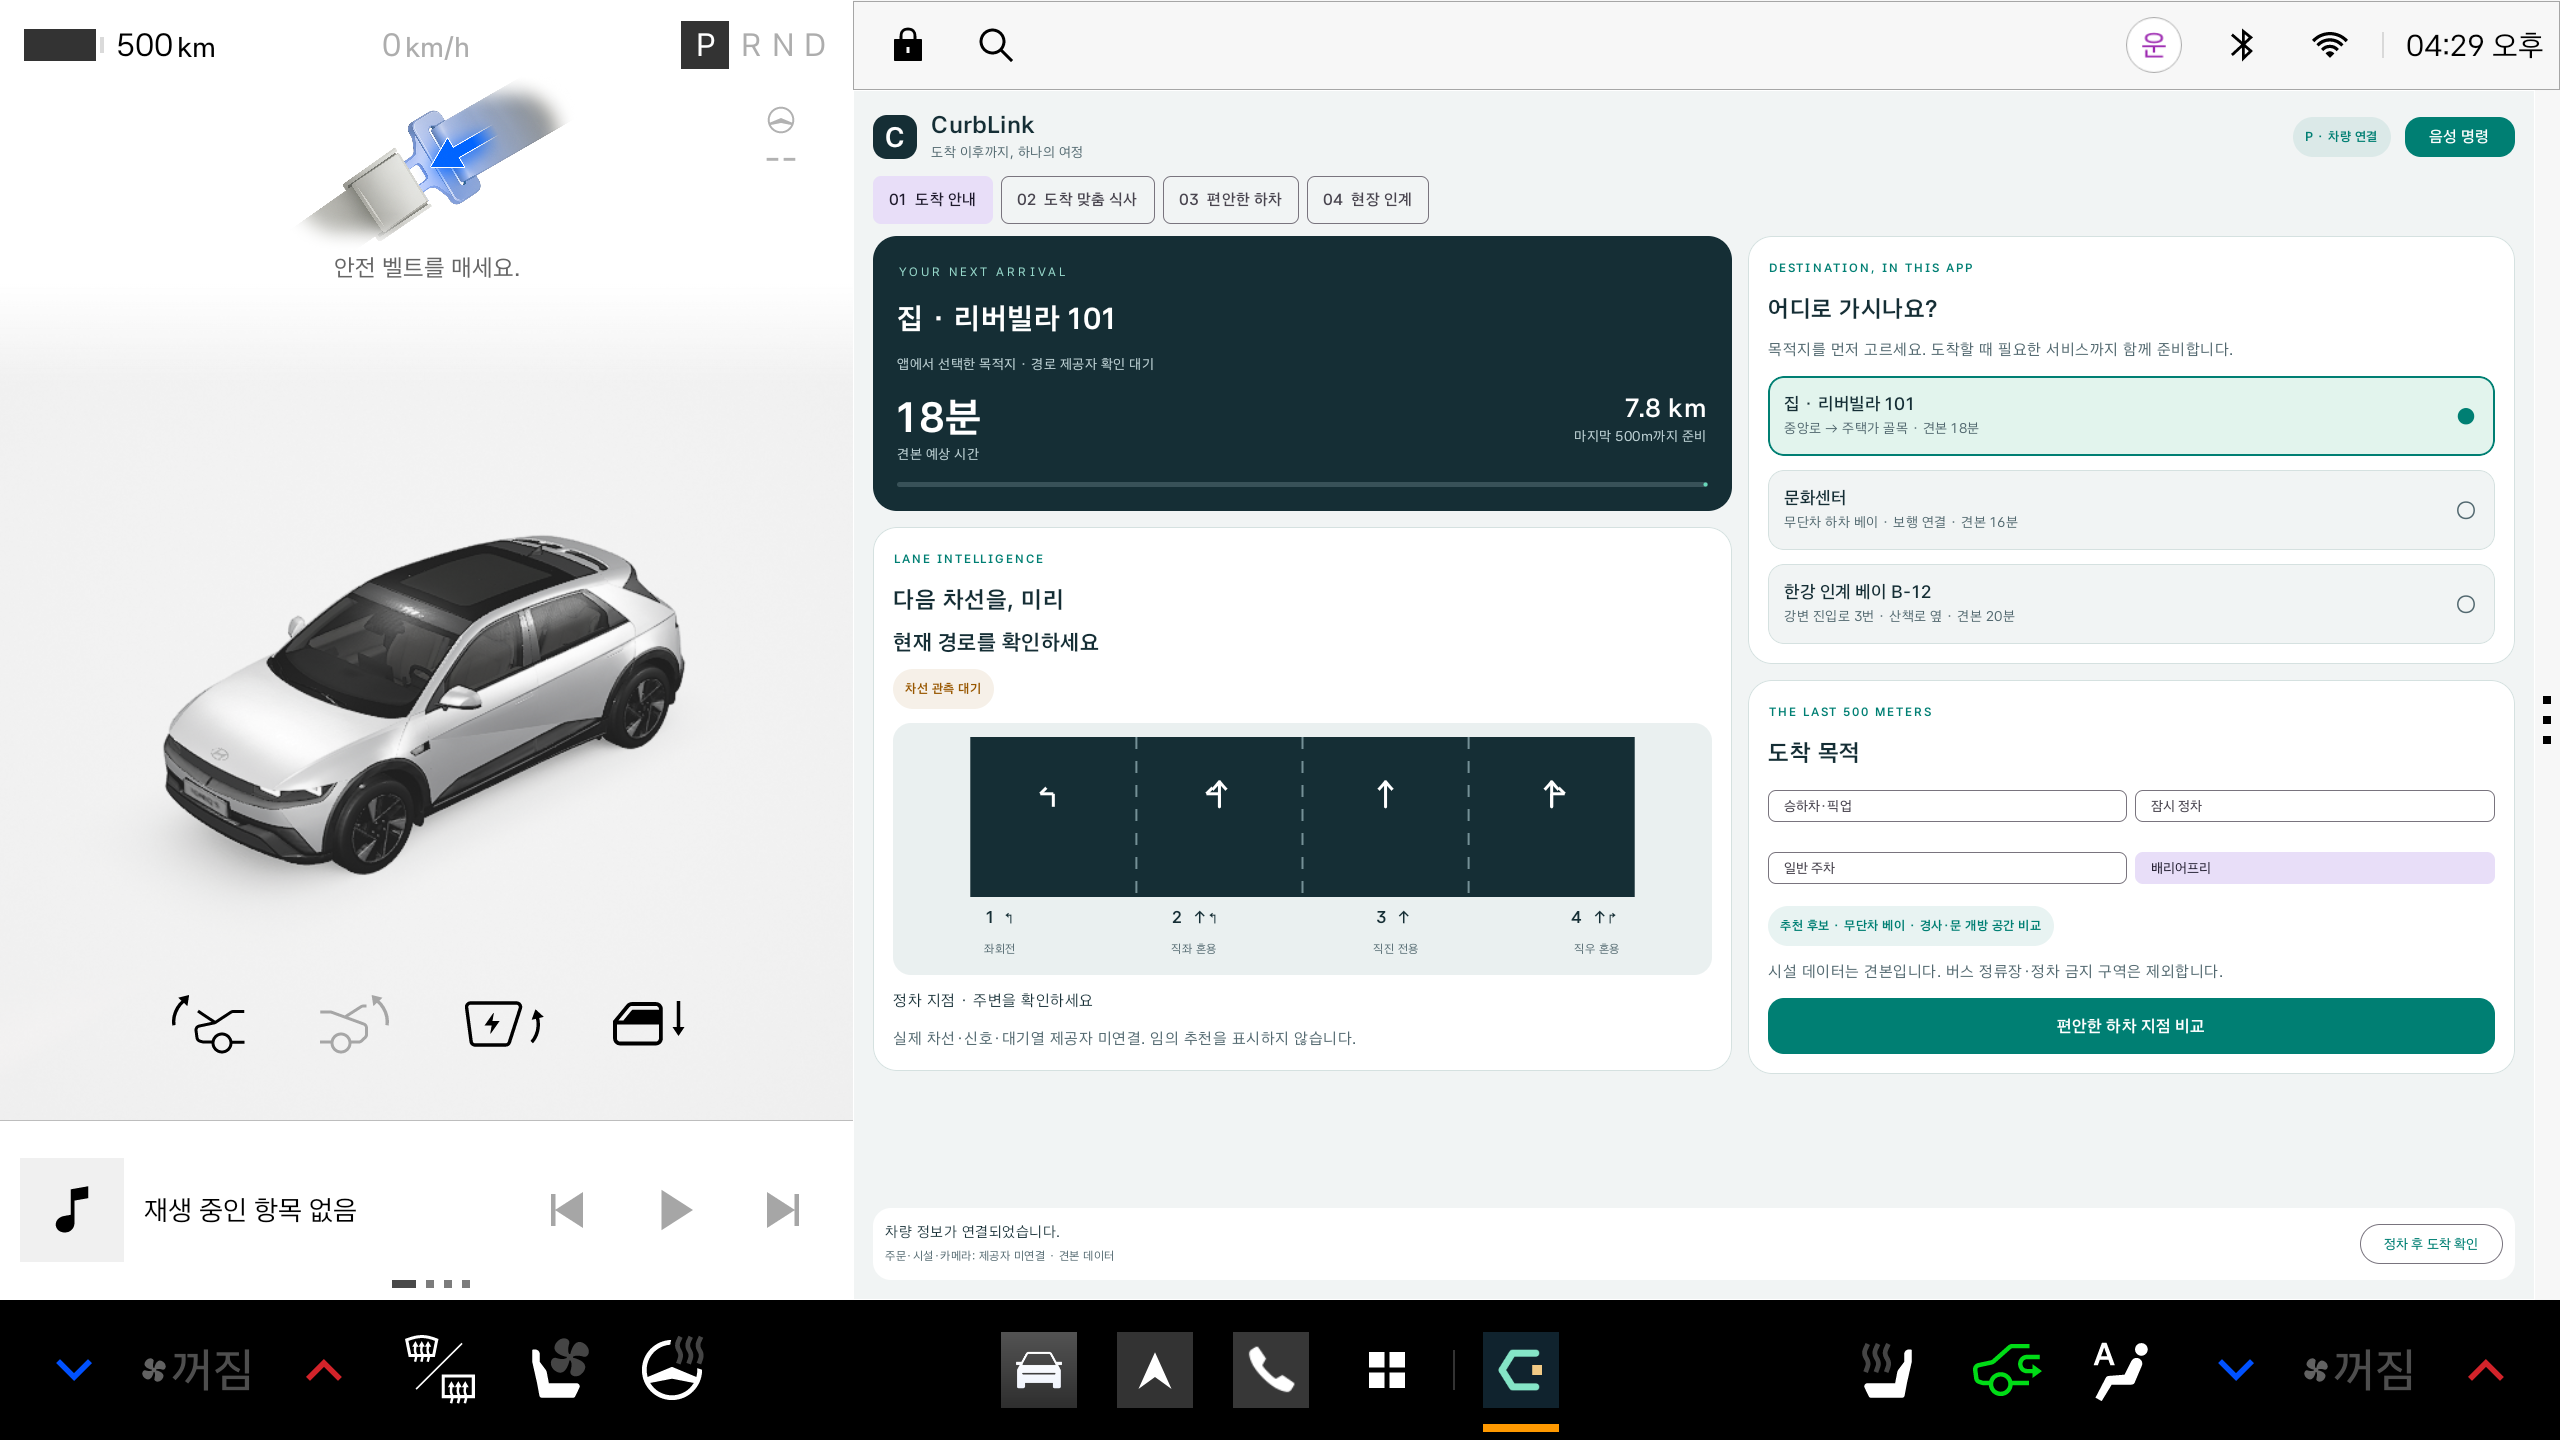 500 km
0 km/h
P R N D
안전 벨트를 매세요.
재생 중인 항목 없음
운
04:29 오후
C
CurbLink
도착 이후까지, 하나의 여정
P · 차량 연결
음성 명령
01 도착 안내
02 도착 맞춤 식사
03 편안한 하차
04 현장 인계
YOUR NEXT ARRIVAL
집 · 리버빌라 101
앱에서 선택한 목적지 · 경로 제공자 확인 대기
18분
견본 예상 시간
7.8 km
마지막 500m까지 준비
LANE INTELLIGENCE
다음 차선을, 미리
현재 경로를 확인하세요
차선 관측 대기
1 ↰
2 ↑↰
3 ↑
4 ↑↱
좌회전
직좌 혼용
직진 전용
직우 혼용
정차 지점 · 주변을 확인하세요
실제 차선·신호·대기열 제공자 미연결. 임의 추천을 표시하지 않습니다.
DESTINATION, IN THIS APP
어디로 가시나요?
목적지를 먼저 고르세요. 도착할 때 필요한 서비스까지 함께 준비합니다.
집 · 리버빌라 101
중앙로 → 주택가 골목 · 견본 18분
문화센터
무단차 하차 베이 · 보행 연결 · 견본 16분
한강 인계 베이 B-12
강변 진입로 3번 · 산책로 옆 · 견본 20분
THE LAST 500 METERS
도착 목적
승하차·픽업
잠시 정차
일반 주차
배리어프리
추천 후보 · 무단차 베이 · 경사·문 개방 공간 비교
시설 데이터는 견본입니다. 버스 정류장·정차 금지 구역은 제외합니다.
편안한 하차 지점 비교
차량 정보가 연결되었습니다.
주문·시설·카메라: 제공자 미연결 · 견본 데이터
정차 후 도착 확인
꺼짐
A
꺼짐